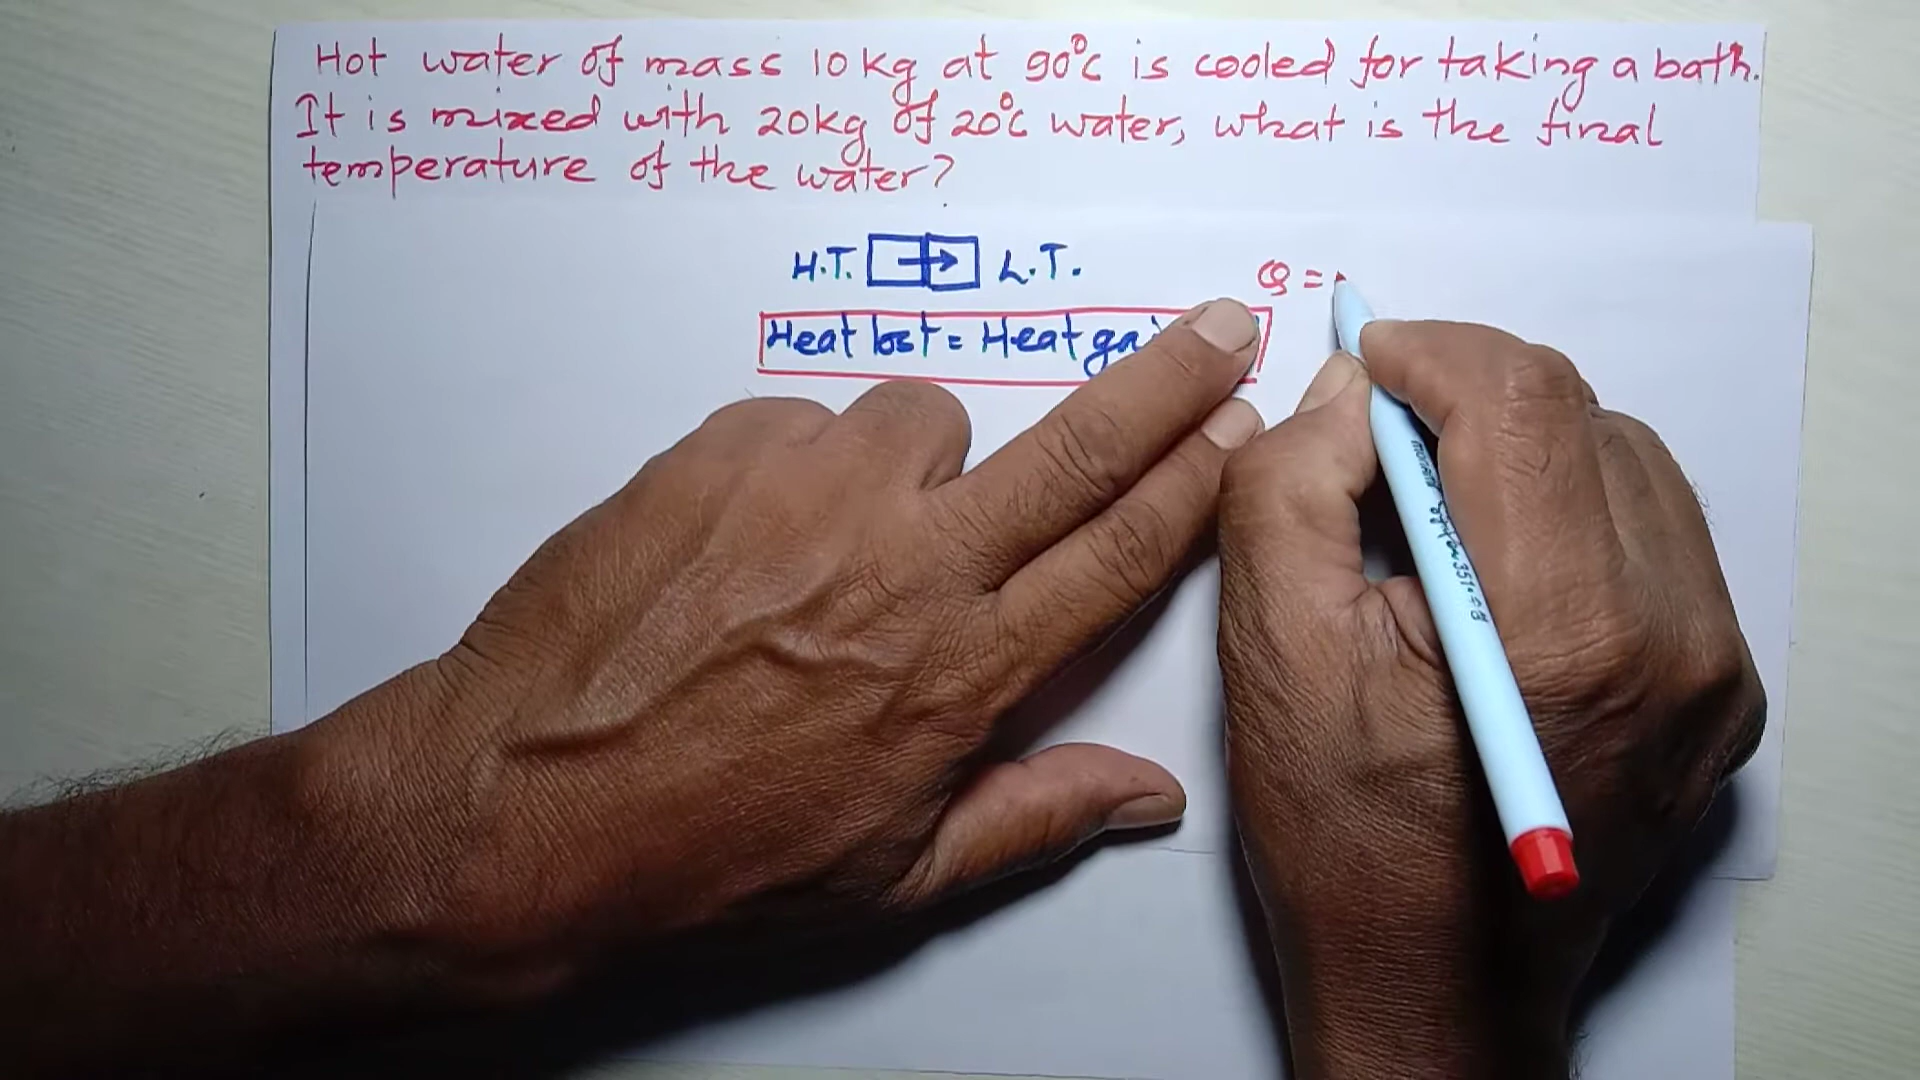 Hot water of mass 10kg at 90°c is cooled for taking a bath.
It is mixed with 20kg of 20°c water, what is the final
temperature of the water?
H.T. → L.T.
Q =
Heat lost = Heat